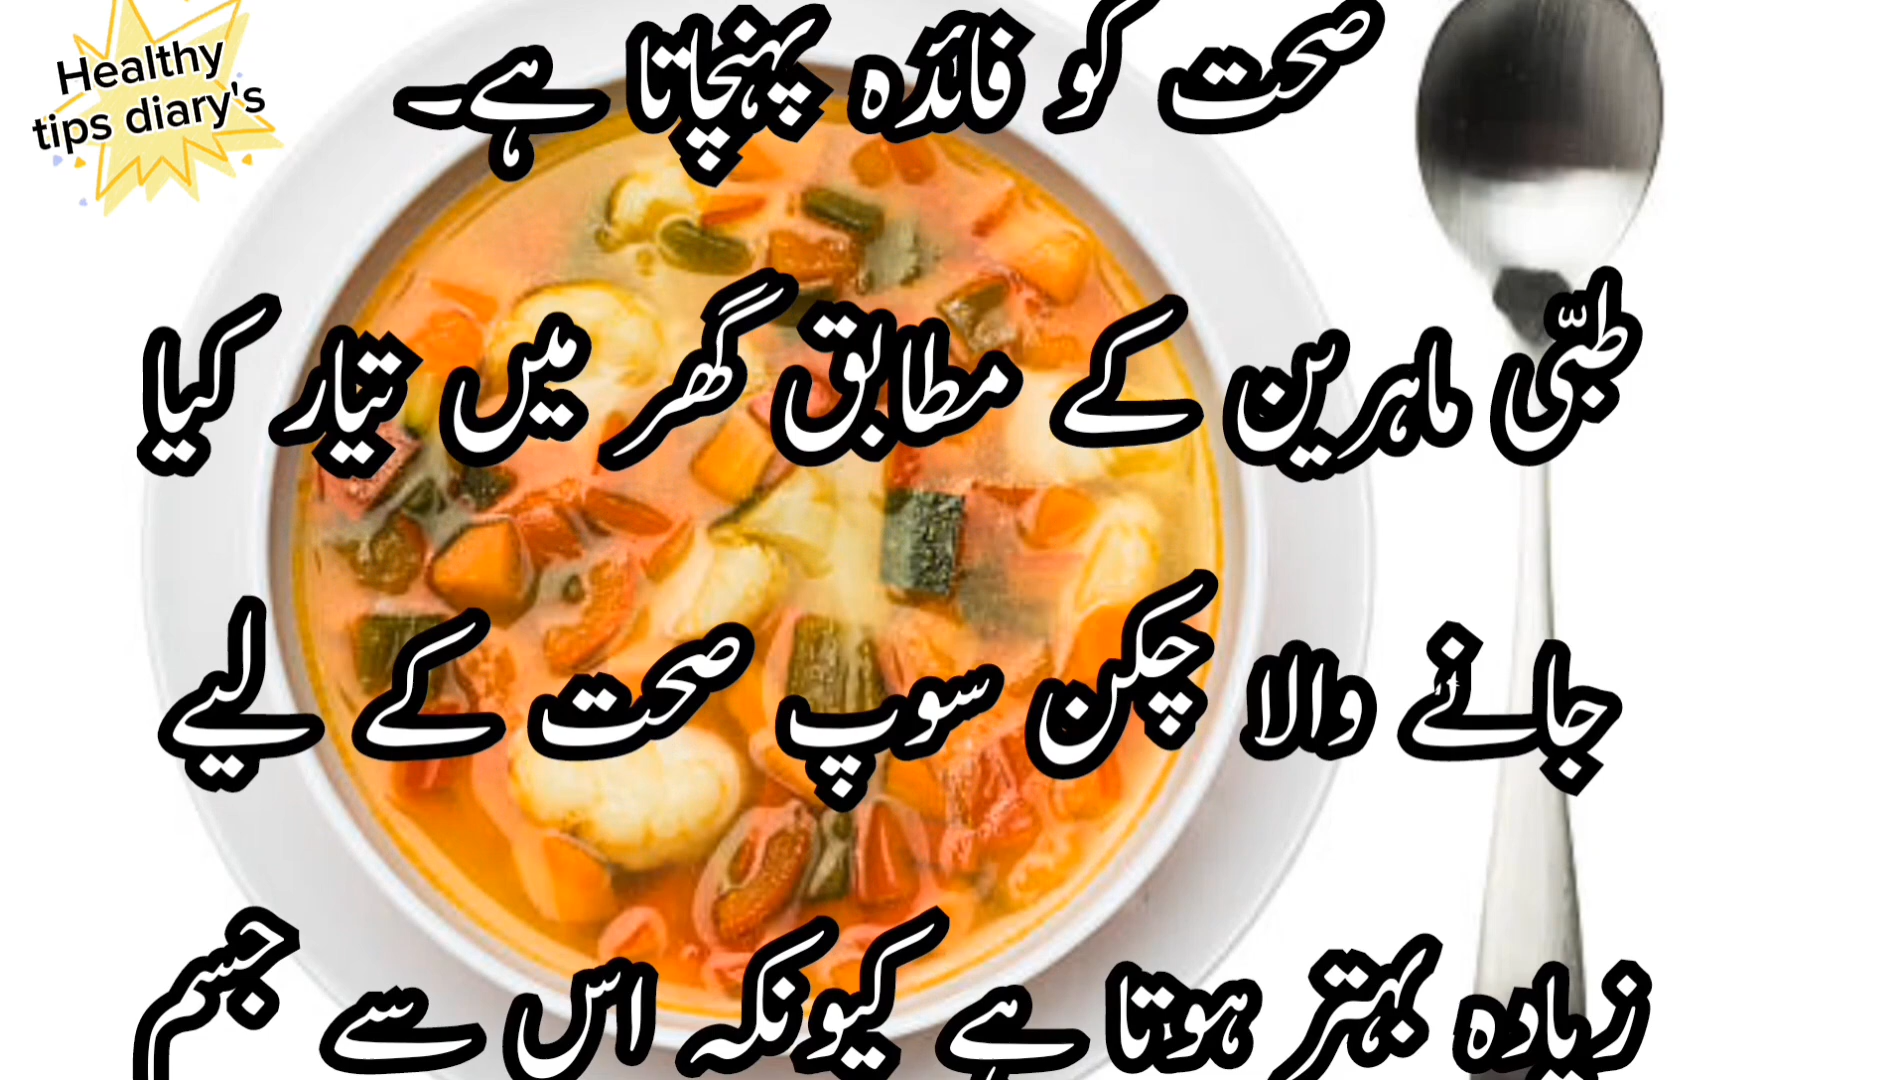 Healthy
tips diary's
صحت کو فائدہ پہنچاتا ہے۔
طبّی ماہرین کے مطابق گھر میں تیار کیا
جانے والا چکن سوپ صحت کے لیے
زیادہ بہتر ہوتا ہے کیونکہ اس سے جسم